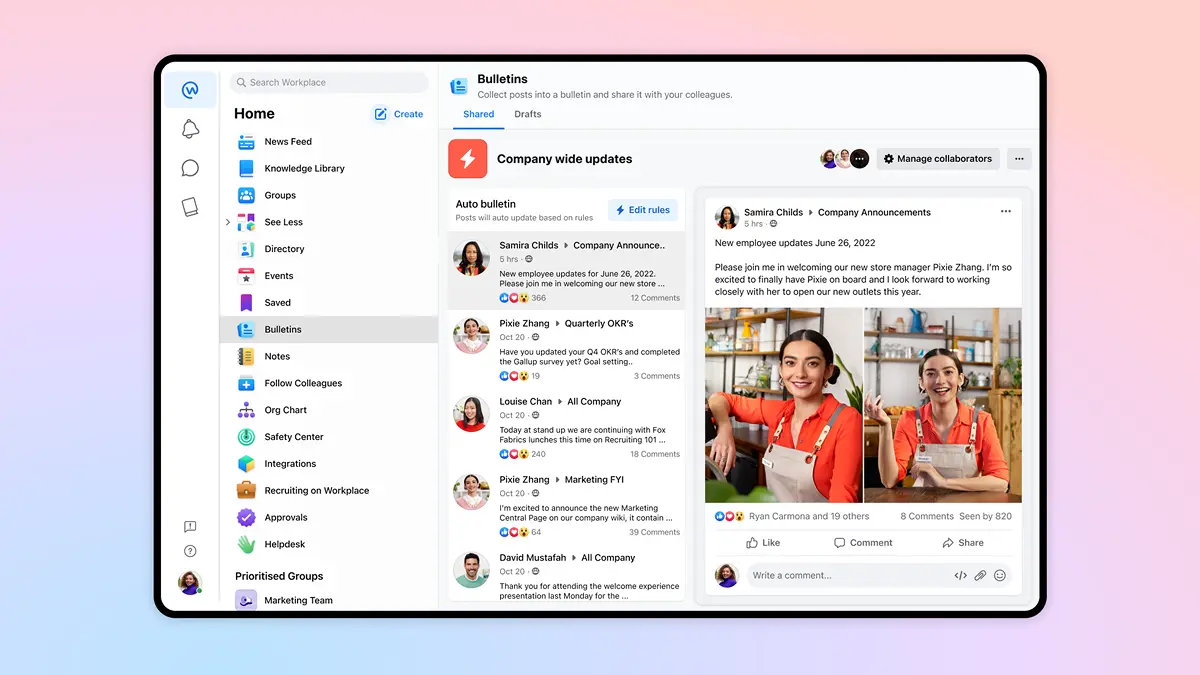 Search Workplace
Home
Create
News Feed
Knowledge Library
Groups
See Less
Directory
Events
Saved
Bulletins
Notes
Follow Colleagues
Org Chart
Safety Center
Integrations
Recruiting on Workplace
Approvals
Helpdesk
Prioritised Groups
Marketing Team
Bulletins
Collect posts into a bulletin and share it with your colleagues.
Shared
Drafts
Company wide updates
Manage collaborators
Auto bulletin
Posts will auto update based on rules
Edit rules
Samira Childs Company Announce..
5 hrs ·
New employee updates for June 26, 2022.
Please join me in welcoming our new store ...
366
12 Comments
Pixie Zhang Quarterly OKR's
Oct 20 ·
Have you updated your Q4 OKR's and completed
the Gallup survey yet? Goal setting..
19
3 Comments
Louise Chan All Company
Oct 20 ·
Today at stand up we are continuing with Fox
Fabrics lunches this time on Recruiting 101 ...
240
18 Comments
Pixie Zhang Marketing FYI
Oct 20 ·
I'm excited to announce the new Marketing
Central Page on our company wiki, it contain ...
64
39 Comments
David Mustafah All Company
Oct 20 ·
Thank you for attending the welcome experience
presentation last Monday for the ...
Samira Childs Company Announcements
5 hrs ·
New employee updates June 26, 2022
Please join me in welcoming our new store manager Pixie Zhang. I'm so
excited to finally have Pixie on board and I look forward to working
closely with her to open our new outlets this year.
Ryan Carmona and 19 others
8 Comments Seen by 820
Like
Comment
Share
Write a comment...